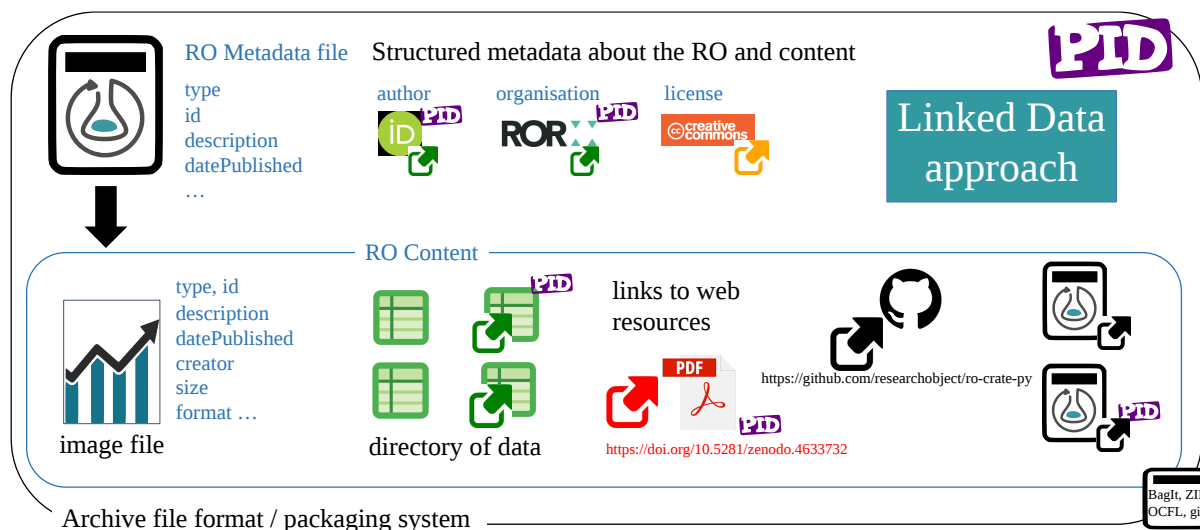 RO Metadata file
Structured metadata about the RO and content
PID
type
id
description
datePublished
…
author
organisation
license
iD
PID
ROR
PID
cc creative commons
Linked Data
approach
RO Content
type, id
description
datePublished
creator
size
format …
image file
PID
directory of data
links to web
resources
PDF
PID
https://doi.org/10.5281/zenodo.4633732
https://github.com/researchobject/ro-crate-py
PID
BagIt, ZI
OCFL, gi
Archive file format / packaging system